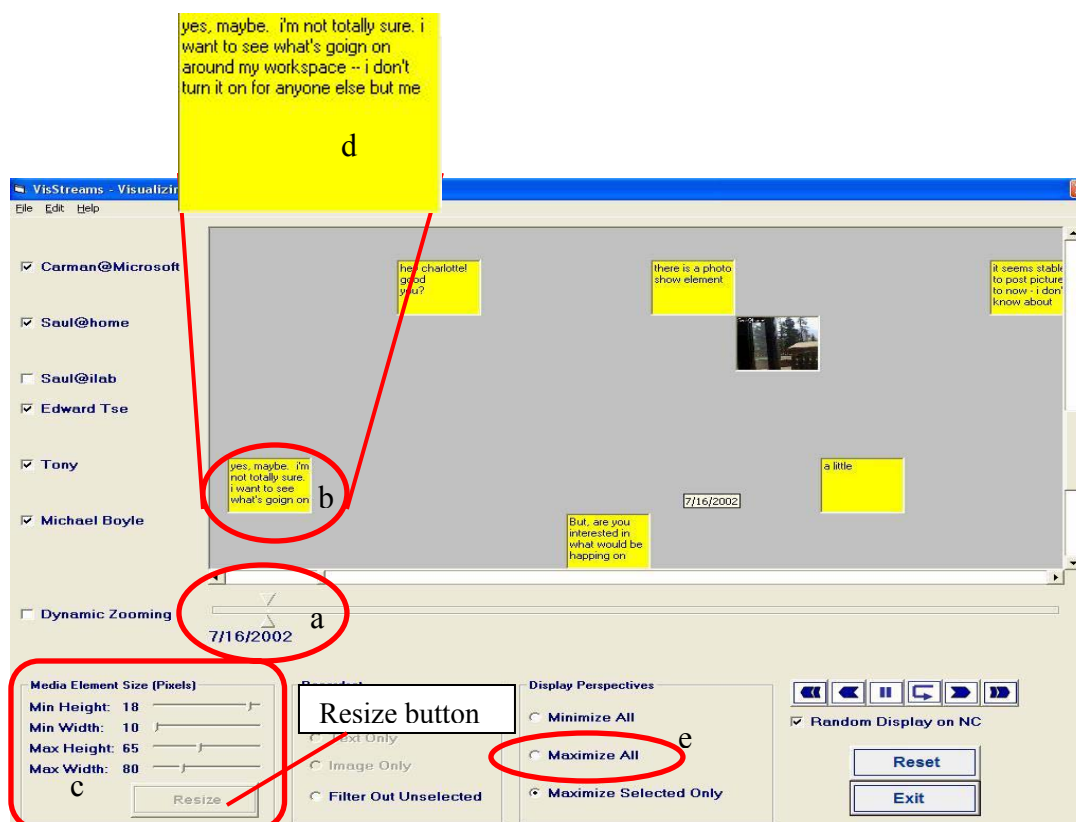 yes, maybe.  i'm not totally sure. i
want to see what's goign on
around my workspace -- i don't
turn it on for anyone else but me
d
VisStreams - Visualizin
File Edit Help
Carman@Microsoft
hey charlotte!
good
you?
there is a photo
show element
it seems stable
to post picture
to now - i don'
know about
Saul@home
Saul@ilab
Edward Tse
Tony
yes, maybe.  i'm
not totally sure.
i want to see
what's goign on
b
a little
7/16/2002
Michael Boyle
But, are you
interested in
what would be
happing on
Dynamic Zooming
a
7/16/2002
Media Element Size (Pixels)
Min Height: 18
Min Width: 10
Max Height: 65
Max Width: 80
c
Resize
Resize button
Text Only
Image Only
Filter Out Unselected
Display Perspectives
Minimize All
Maximize All
e
Maximize Selected Only
Random Display on NC
Reset
Exit